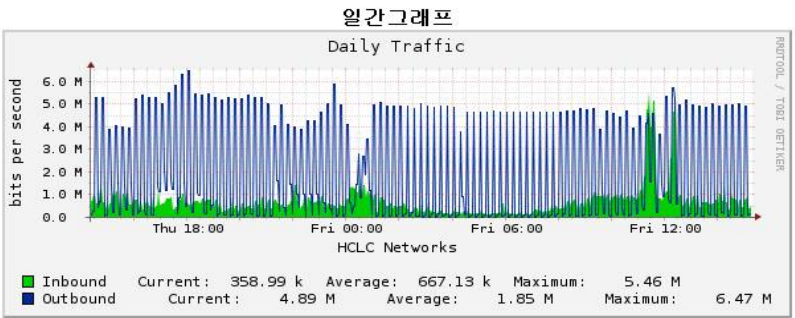 일간그래프
Daily Traffic
RRDTOOL / TOBI OETIKER
bits per second
6.0 M
5.0 M
4.0 M
3.0 M
2.0 M
1.0 M
0.0
Thu 18:00 Fri 00:00 Fri 06:00 Fri 12:00
HCLC Networks
Inbound Current: 358.99 k Average: 667.13 k Maximum: 5.46 M
Outbound Current: 4.89 M Average: 1.85 M Maximum: 6.47 M